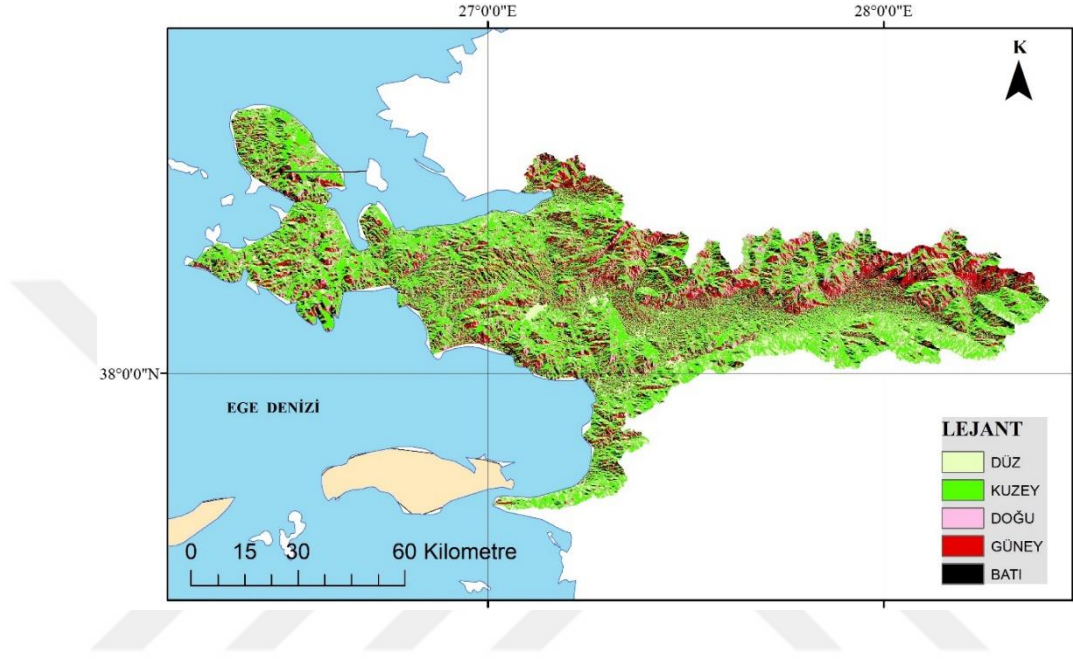 27°0'0"E
28°0'0"E
K
38°0'0"N
EGE DENİZİ
LEJANT
DÜZ
KUZEY
DOĞU
GÜNEY
BATI
0 15 30 60 Kilometre